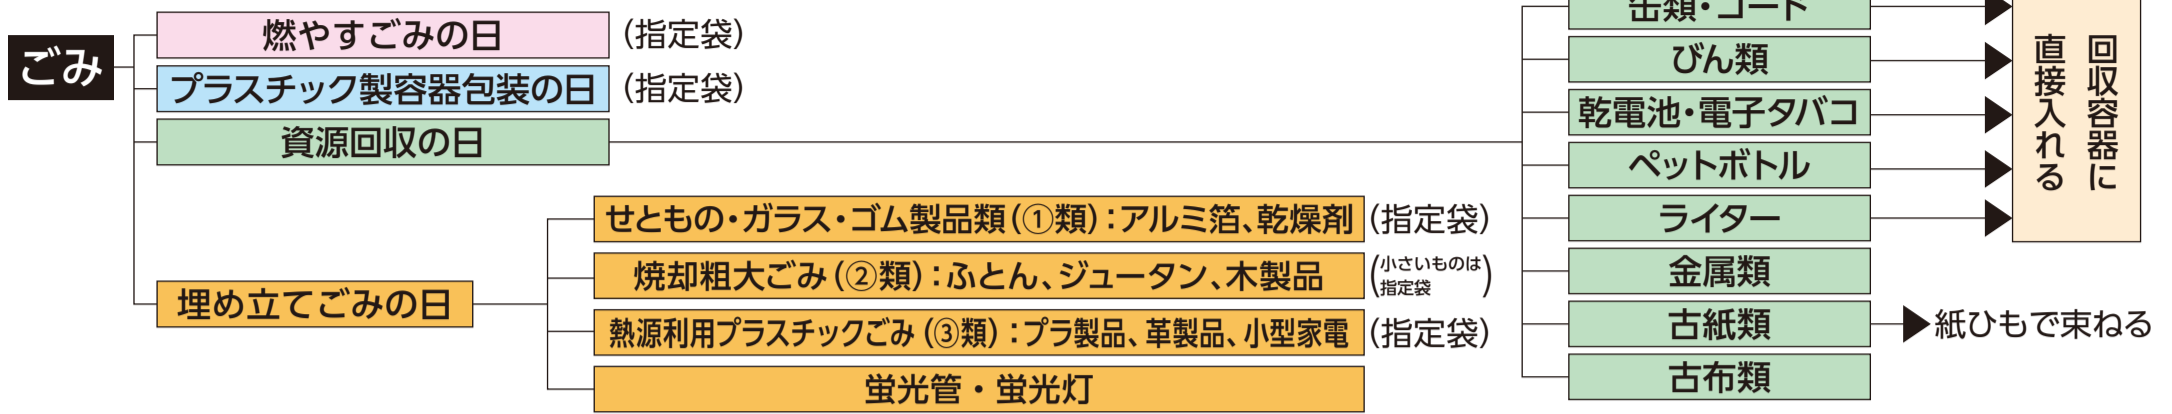 ごみ
燃やすごみの日 (指定袋)
プラスチック製容器包装の日 (指定袋)
資源回収の日
埋め立てごみの日
せともの・ガラス・ゴム製品類(①類):アルミ箔、乾燥剤 (指定袋)
焼却粗大ごみ(②類):ふとん、ジュータン、木製品 (小さいものは
指定袋)
熱源利用プラスチックごみ(③類):プラ製品、革製品、小型家電 (指定袋)
蛍光管・蛍光灯
缶類・コード
びん類
乾電池・電子タバコ
ペットボトル
ライター
金属類
古紙類
古布類
回収容器に
直接入れる
紙ひもで束ねる